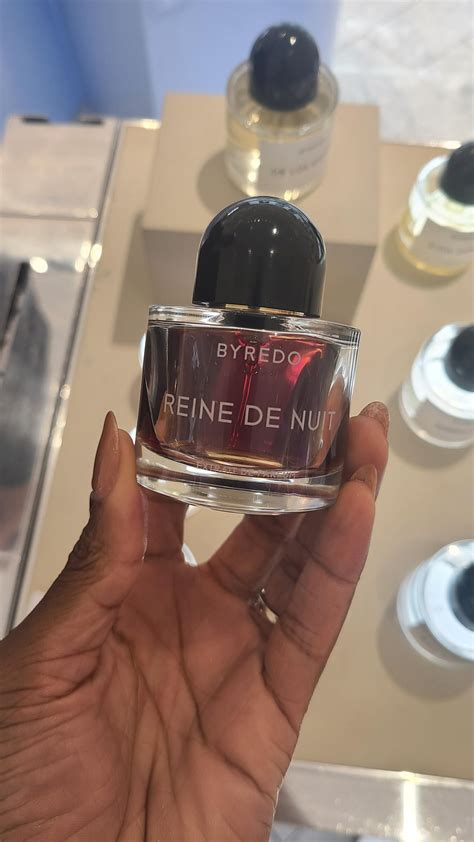 BYREDO
REINE DE NUIT
EXTRAIT DE PARFUM